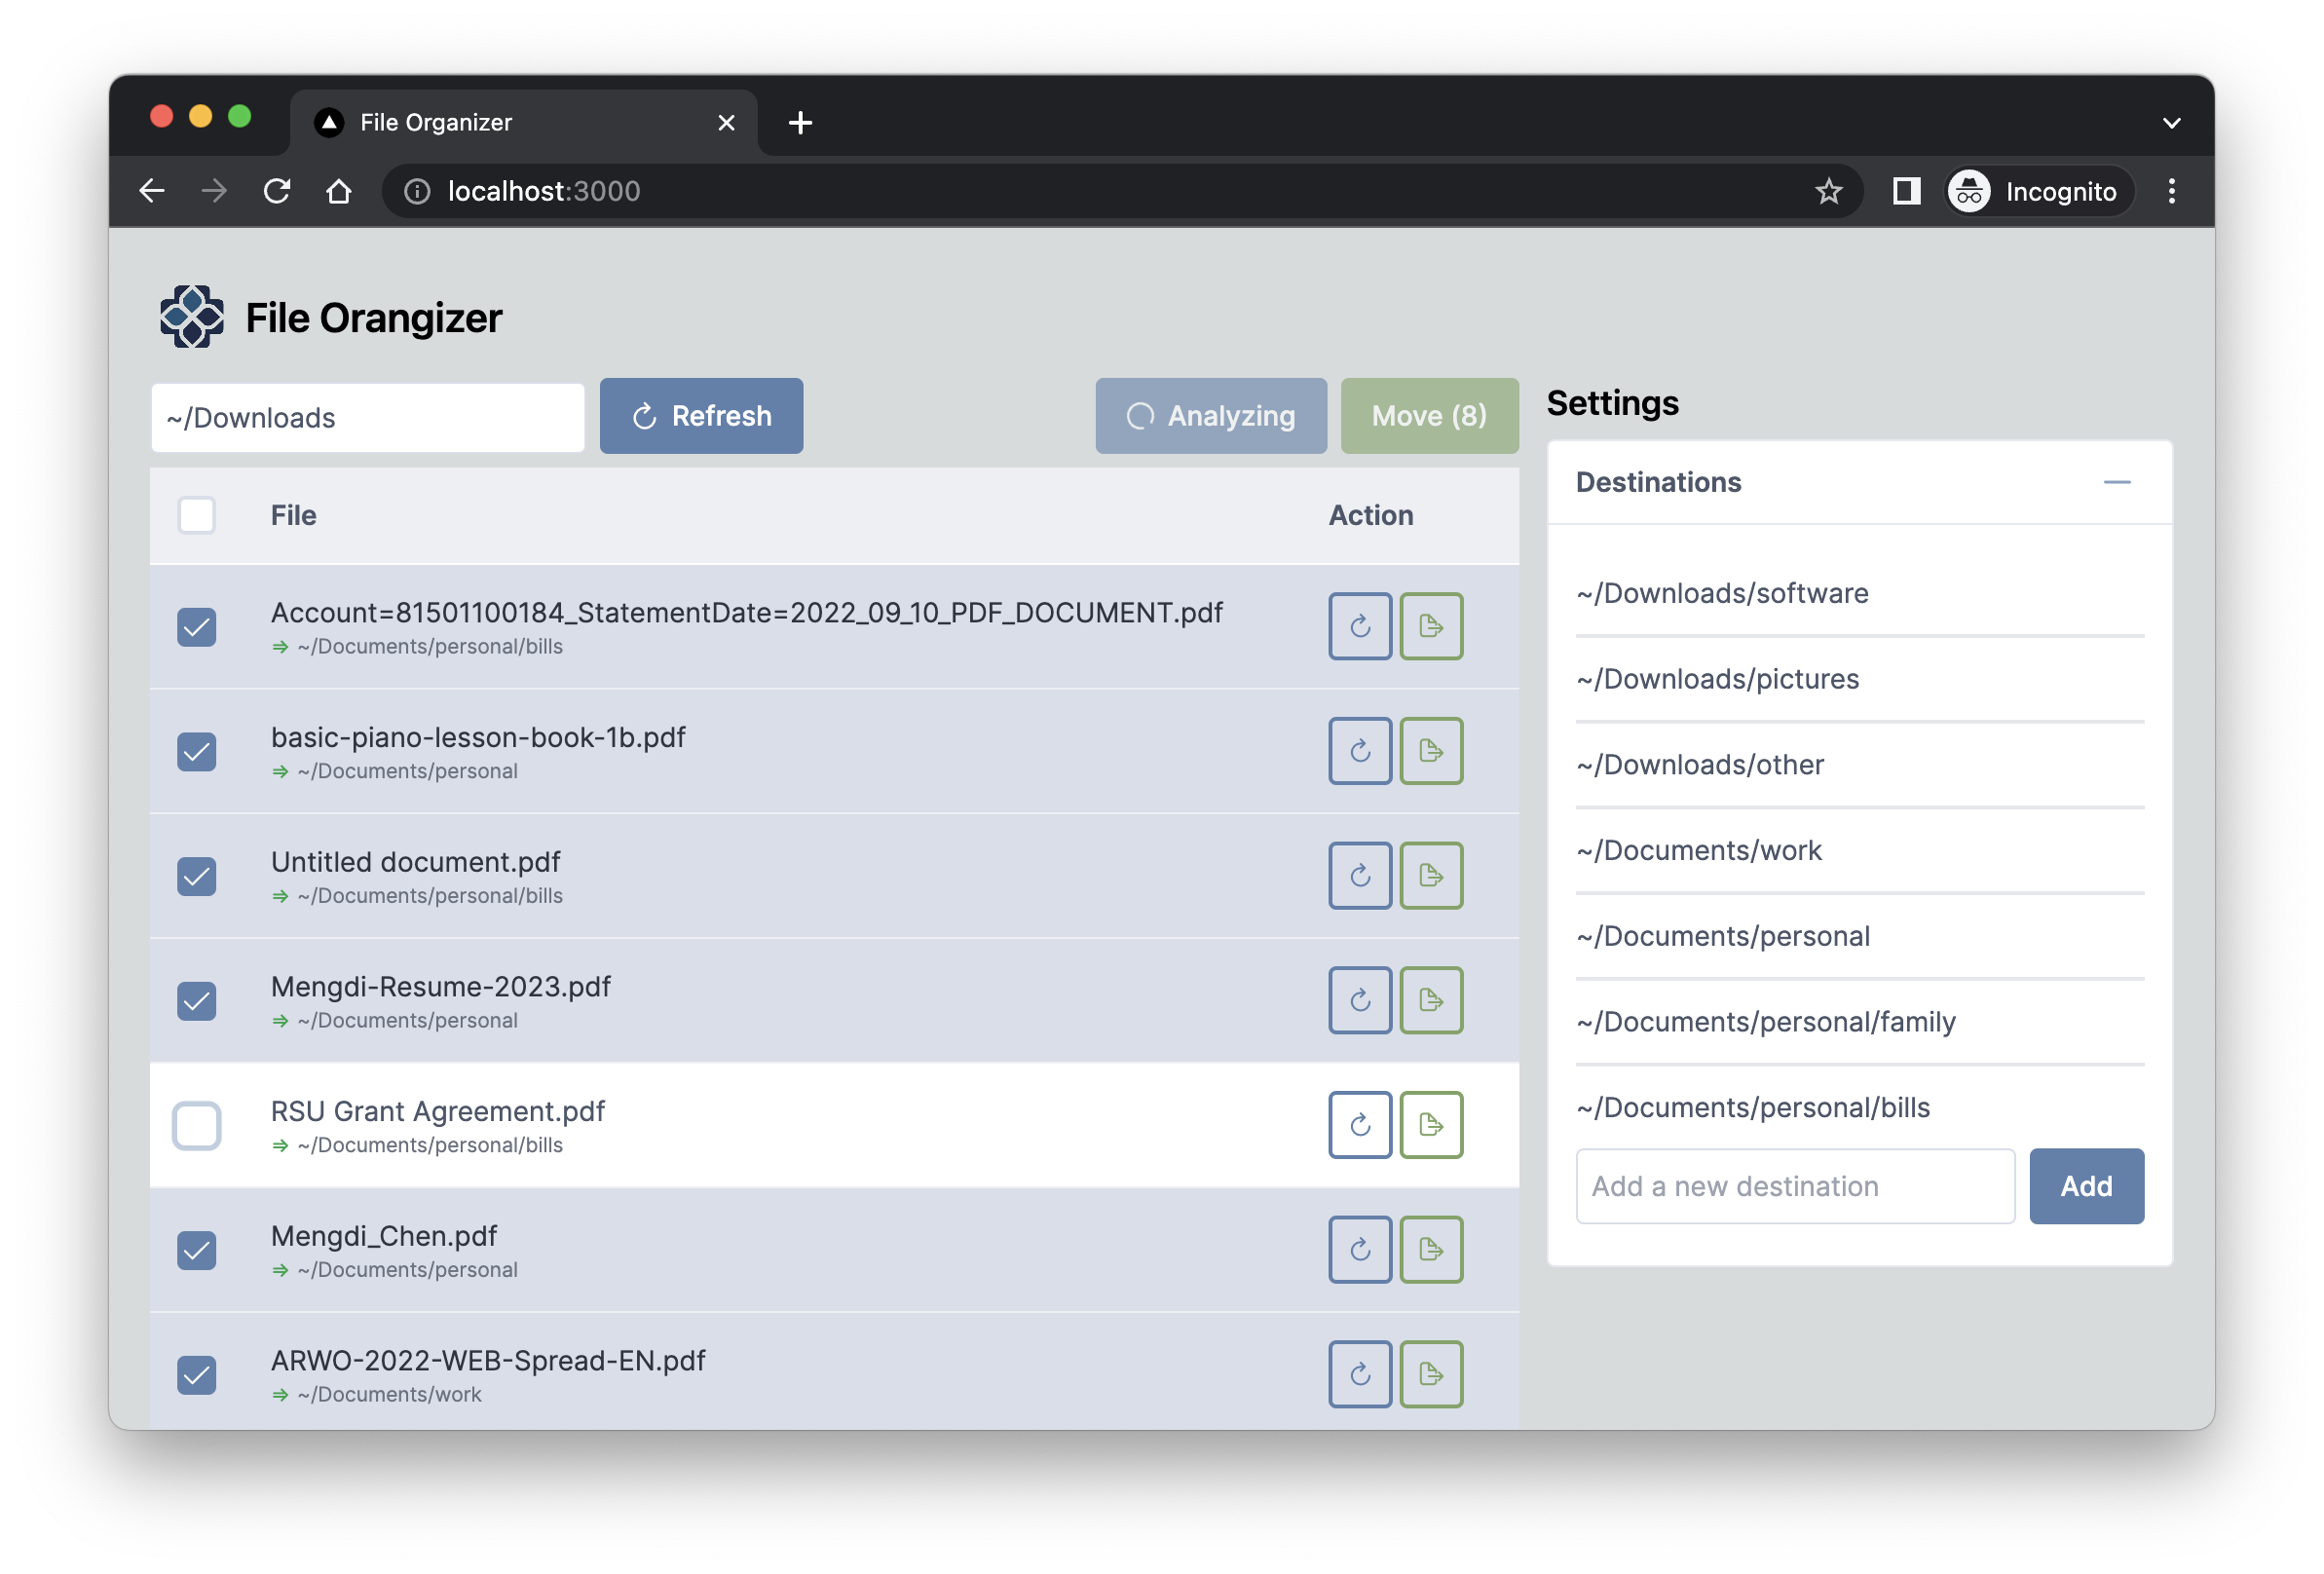 File Organizer
localhost:3000
Incognito
File Orangizer
~/Downloads
Refresh
Analyzing
Move (8)
File
Action
Account=81501100184_StatementDate=2022_09_10_PDF_DOCUMENT.pdf
⇒ ~/Documents/personal/bills
basic-piano-lesson-book-1b.pdf
⇒ ~/Documents/personal
Untitled document.pdf
⇒ ~/Documents/personal/bills
Mengdi-Resume-2023.pdf
⇒ ~/Documents/personal
RSU Grant Agreement.pdf
⇒ ~/Documents/personal/bills
Mengdi_Chen.pdf
⇒ ~/Documents/personal
ARWO-2022-WEB-Spread-EN.pdf
⇒ ~/Documents/work
Settings
Destinations
~/Downloads/software
~/Downloads/pictures
~/Downloads/other
~/Documents/work
~/Documents/personal
~/Documents/personal/family
~/Documents/personal/bills
Add a new destination
Add